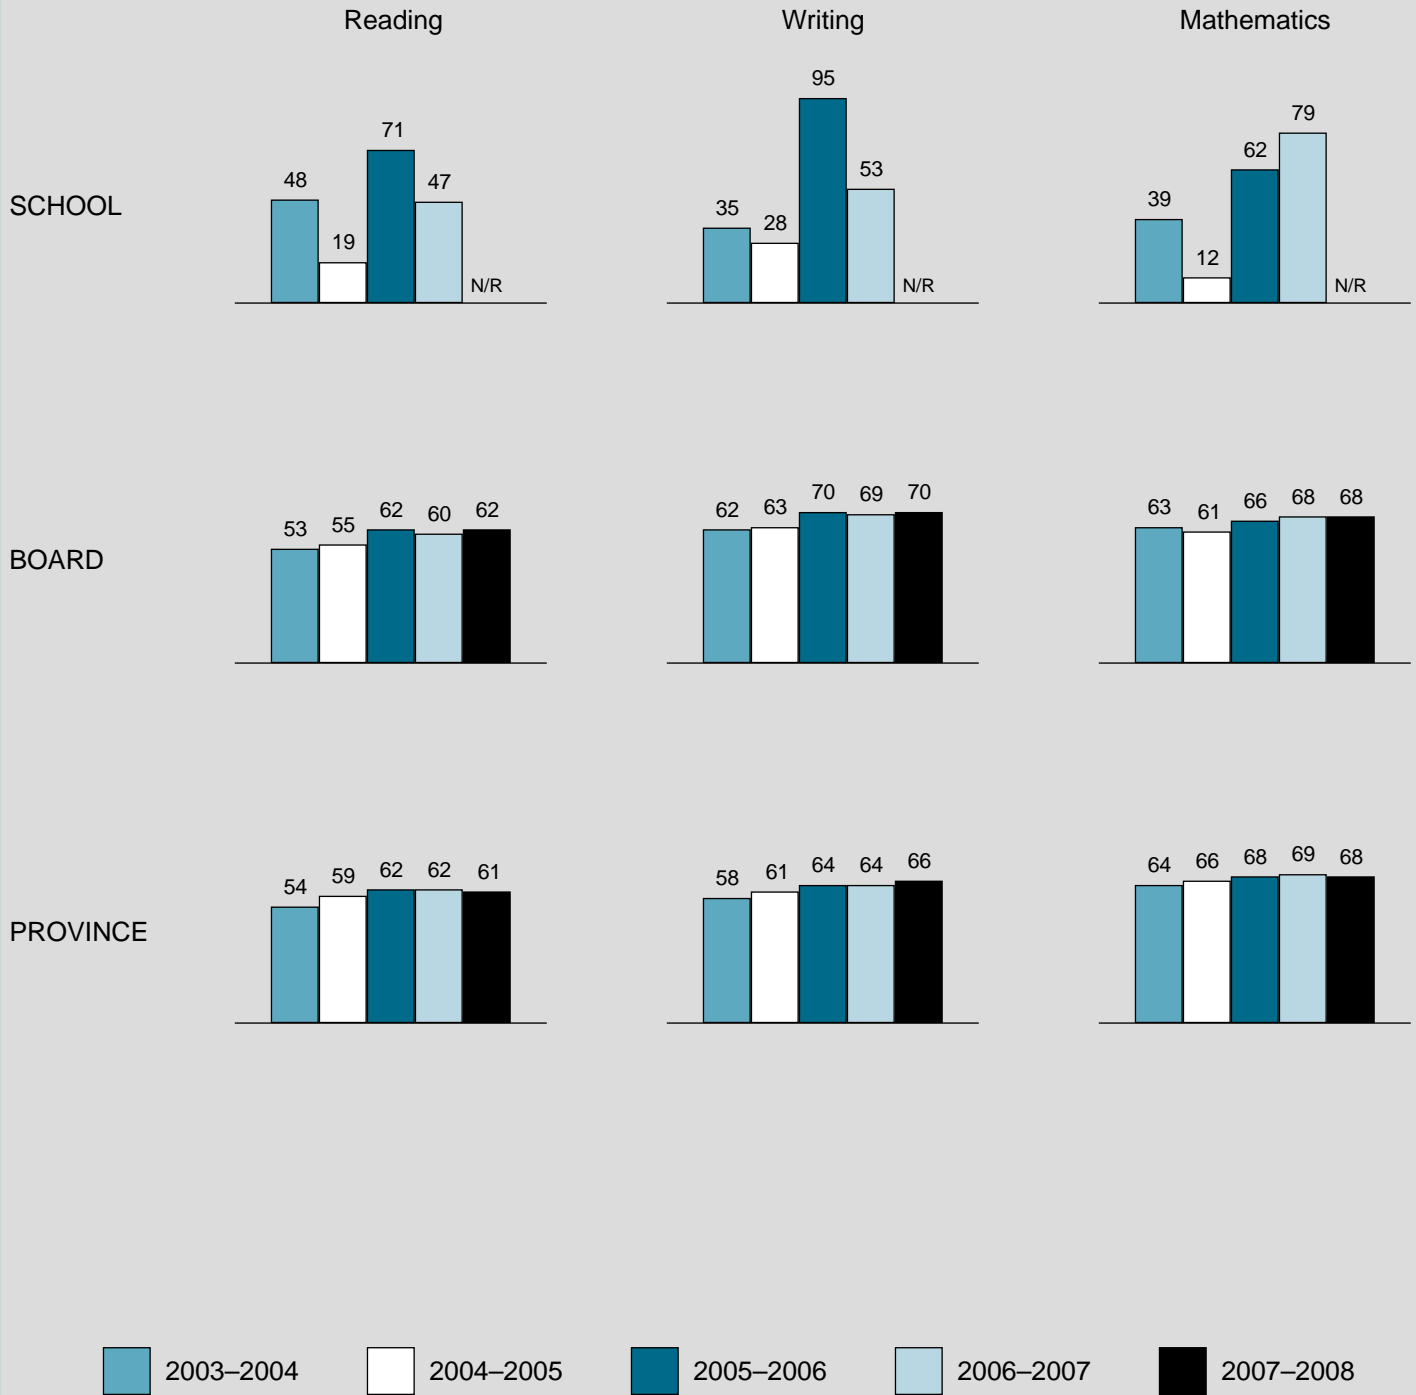 Reading Writing Mathematics
SCHOOL
48 19 71 47 N/R
35 28 95 53 N/R
39 12 62 79 N/R
BOARD
53 55 62 60 62
62 63 70 69 70
63 61 66 68 68
PROVINCE
54 59 62 62 61
58 61 64 64 66
64 66 68 69 68
2003–2004 2004–2005 2005–2006 2006–2007 2007–2008